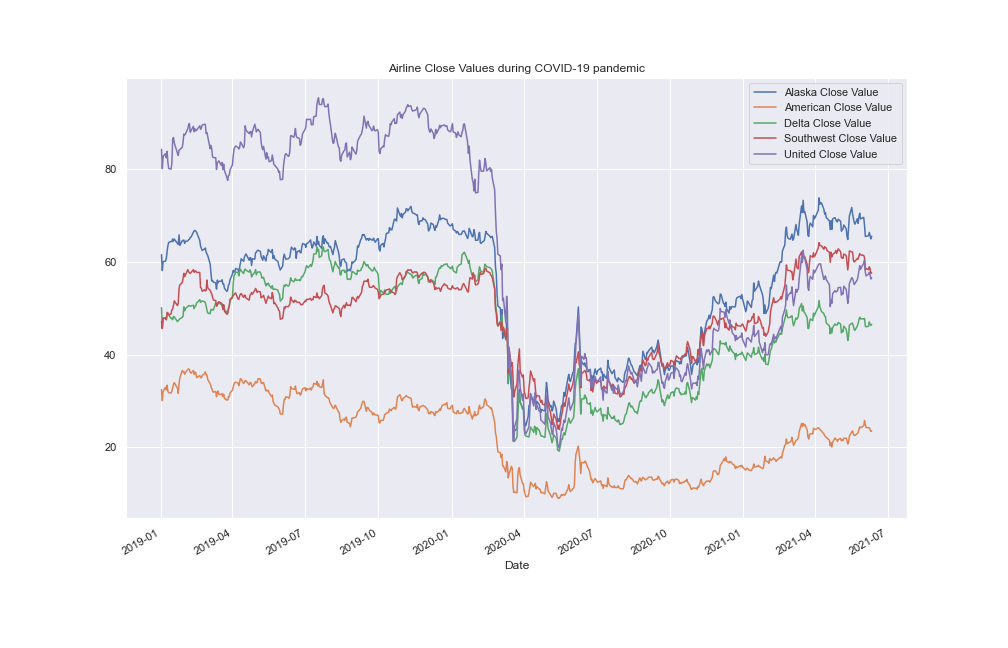 Airline Close Values during COVID-19 pandemic
Alaska Close Value
American Close Value
Delta Close Value
Southwest Close Value
United Close Value
80
60
40
20
2019-01
2019-04
2019-07
2019-10
2020-01
2020-04
2020-07
2020-10
2021-01
2021-04
2021-07
Date